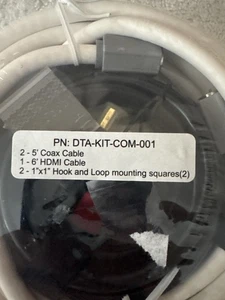 PN: DTA-KIT-COM-001
2 - 5' Coax Cable
1 - 6' HDMI Cable
2 - 1"x1" Hook and Loop mounting squares(2)